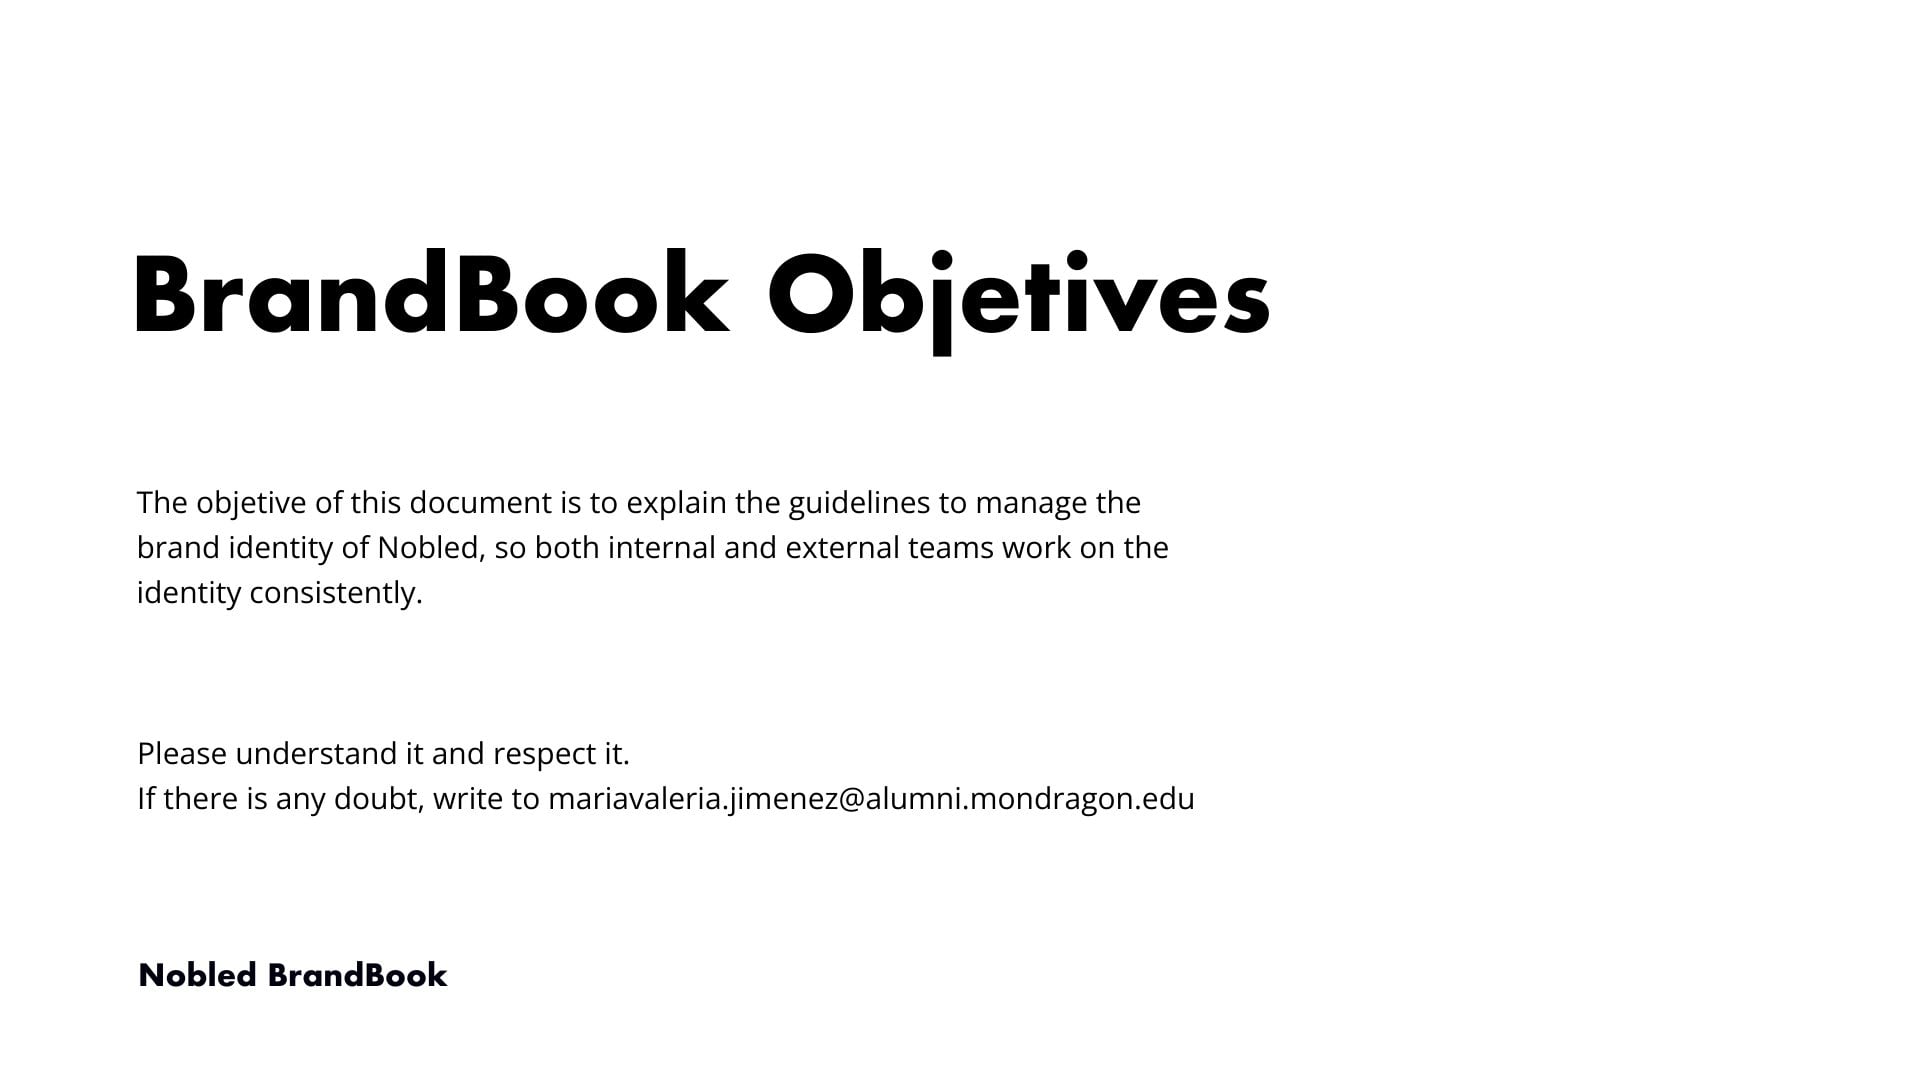 BrandBook Objetives
The objetive of this document is to explain the guidelines to manage the
brand identity of Nobled, so both internal and external teams work on the
identity consistently.
Please understand it and respect it.
If there is any doubt, write to mariavaleria.jimenez@alumni.mondragon.edu
Nobled BrandBook